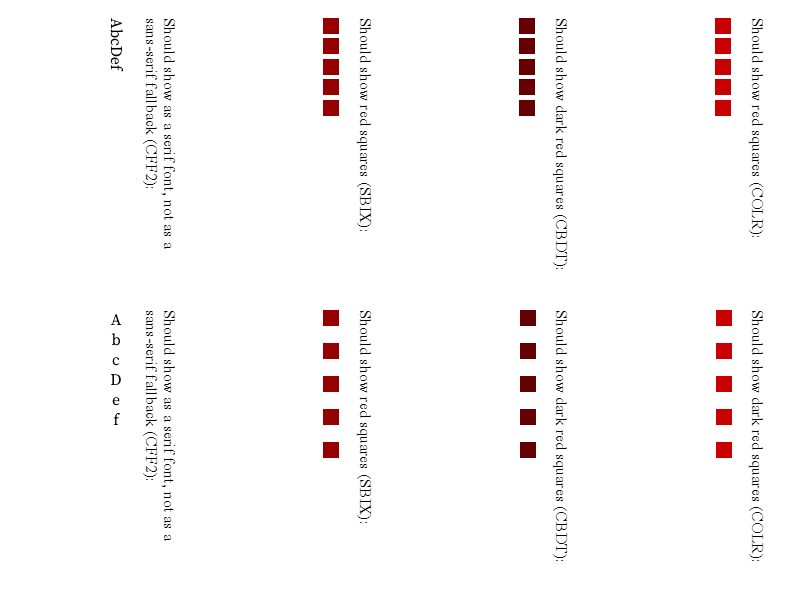 Should show red squares (COLR):
Should show dark red squares (CBDT):
Should show red squares (SBIX):
Should show as a serif font, not as a
sans-serif fallback (CFF2):
AbcDef
Should show dark red squares (COLR):
Should show dark red squares (CBDT):
Should show red squares (SBIX):
Should show as a serif font, not as a
sans-serif fallback (CFF2):
AbcDef